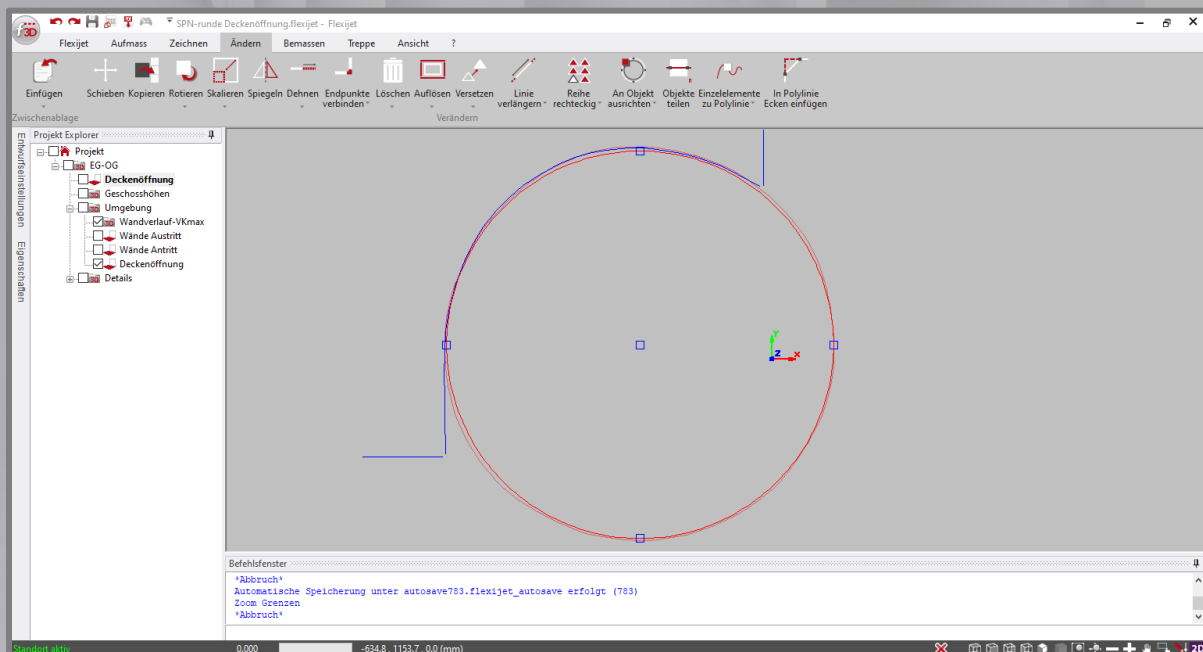 3D
SPN-runde Deckenöffnung.flexijet - Flexijet
Flexijet Aufmass Zeichnen Ändern Bemassen Treppe Ansicht ?
Einfügen Schieben Kopieren Rotieren Skalieren Spiegeln Dehnen Endpunkte verbinden Löschen Auflösen Versetzen Linie verlängern Reihe rechteckig An Objekt ausrichten Objekte teilen Einzelelemente zu Polylinie In Polylinie Ecken einfügen
Zwischenablage Verändern
Entwurfseinstellungen
Eigenschaften
Projekt Explorer
Projekt
EG-OG
Deckenöffnung
Geschosshöhen
Umgebung
Wandverlauf-VKmax
Wände Austritt
Wände Antritt
Deckenöffnung
Details
Y
Z X
Befehlsfenster
*Abbruch*
Automatische Speicherung unter autosave783.flexijet_autosave erfolgt (783)
Zoom Grenzen
*Abbruch*
Standort aktiv 0.000 -634.8 , 1153.7 , 0.0 (mm)